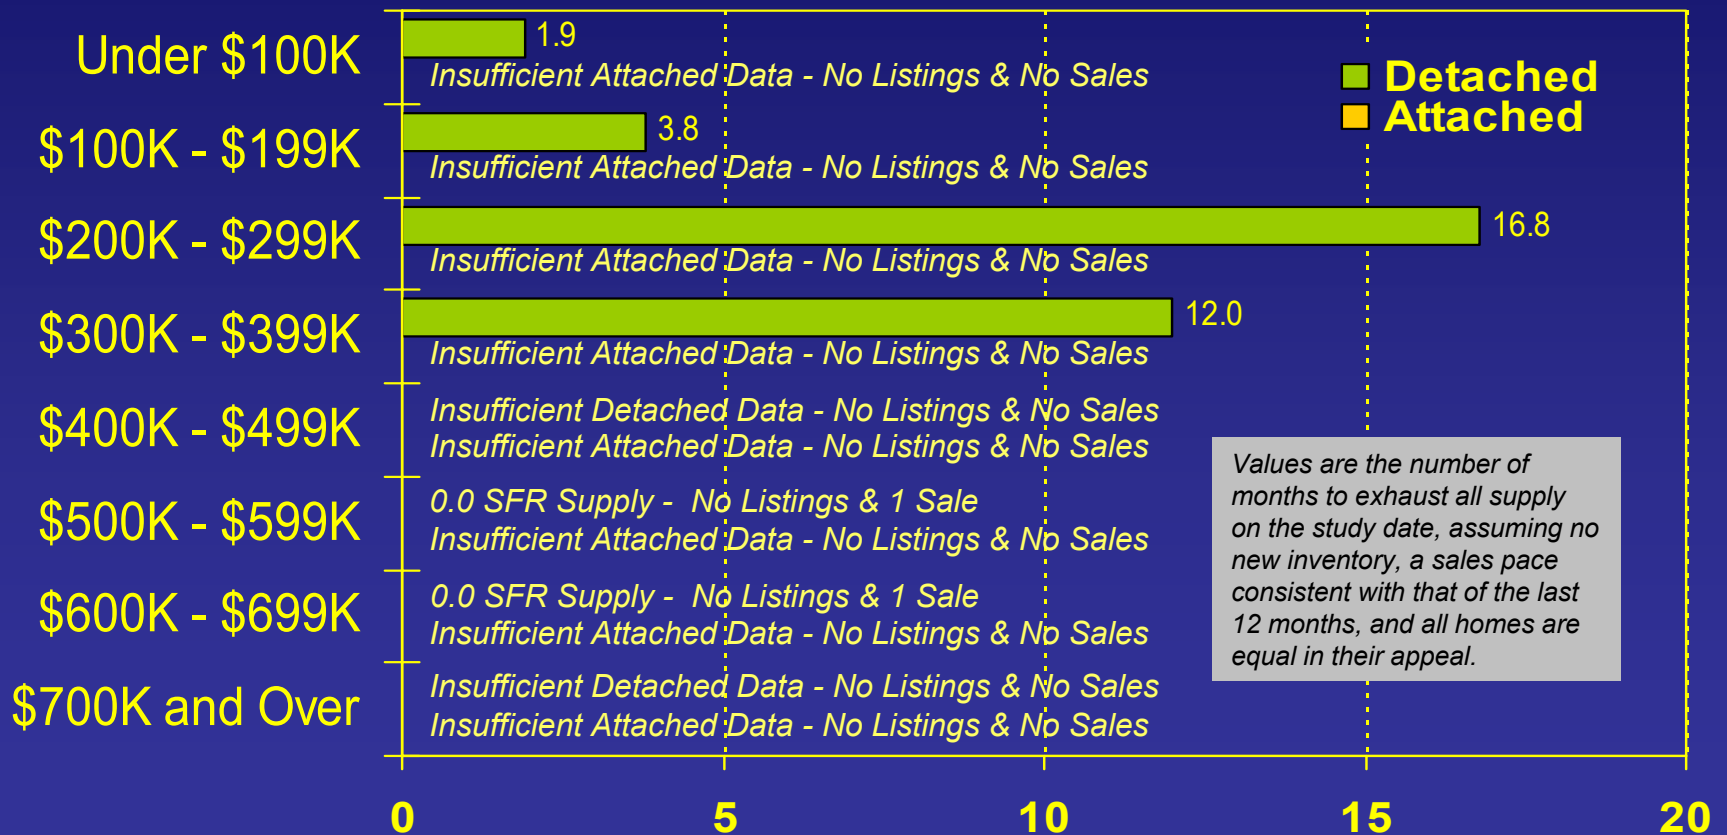 Under $100K
1.9
Insufficient Attached Data - No Listings & No Sales
Detached
Attached
$100K - $199K
3.8
Insufficient Attached Data - No Listings & No Sales
$200K - $299K
16.8
Insufficient Attached Data - No Listings & No Sales
$300K - $399K
12.0
Insufficient Attached Data - No Listings & No Sales
$400K - $499K
Insufficient Detached Data - No Listings & No Sales
Insufficient Attached Data - No Listings & No Sales
$500K - $599K
0.0 SFR Supply - No Listings & 1 Sale
Insufficient Attached Data - No Listings & No Sales
$600K - $699K
0.0 SFR Supply - No Listings & 1 Sale
Insufficient Attached Data - No Listings & No Sales
$700K and Over
Insufficient Detached Data - No Listings & No Sales
Insufficient Attached Data - No Listings & No Sales
Values are the number of
months to exhaust all supply
on the study date, assuming no
new inventory, a sales pace
consistent with that of the last
12 months, and all homes are
equal in their appeal.
0 5 10 15 20